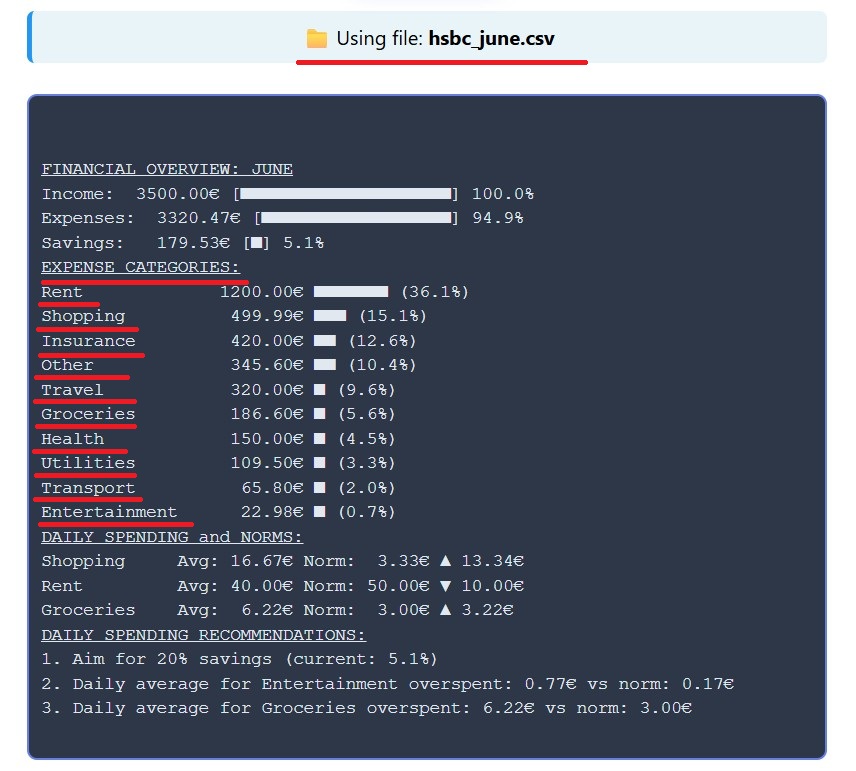 Using file: hsbc_june.csv
FINANCIAL OVERVIEW: JUNE
Income: 3500.00€ [] 100.0%
Expenses: 3320.47€ [] 94.9%
Savings: 179.53€ [■] 5.1%
EXPENSE CATEGORIES:
Rent 1200.00€ (36.1%)
Shopping 499.99€ (15.1%)
Insurance 420.00€ (12.6%)
Other 345.60€ (10.4%)
Travel 320.00€ ■ (9.6%)
Groceries 186.60€ ■ (5.6%)
Health 150.00€ ■ (4.5%)
Utilities 109.50€ ■ (3.3%)
Transport 65.80€ ■ (2.0%)
Entertainment 22.98€ ■ (0.7%)
DAILY SPENDING and NORMS:
Shopping Avg: 16.67€ Norm: 3.33€ ▲ 13.34€
Rent Avg: 40.00€ Norm: 50.00€ ▼ 10.00€
Groceries Avg: 6.22€ Norm: 3.00€ ▲ 3.22€
DAILY SPENDING RECOMMENDATIONS:
1. Aim for 20% savings (current: 5.1%)
2. Daily average for Entertainment overspent: 0.77€ vs norm: 0.17€
3. Daily average for Groceries overspent: 6.22€ vs norm: 3.00€